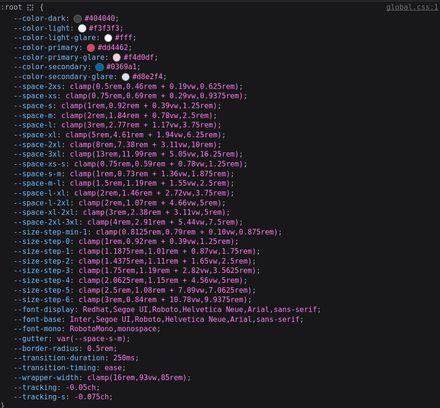 :root { global.css:1
--color-dark: #404040;
--color-light: #f3f3f3;
--color-light-glare: #fff;
--color-primary: #dd4462;
--color-primary-glare: #f4d0df;
--color-secondary: #0369a1;
--color-secondary-glare: #d8e2f4;
--space-2xs: clamp(0.5rem,0.46rem + 0.19vw,0.625rem);
--space-xs: clamp(0.75rem,0.69rem + 0.29vw,0.9375rem);
--space-s: clamp(1rem,0.92rem + 0.39vw,1.25rem);
--space-m: clamp(2rem,1.84rem + 0.78vw,2.5rem);
--space-l: clamp(3rem,2.77rem + 1.17vw,3.75rem);
--space-xl: clamp(5rem,4.61rem + 1.94vw,6.25rem);
--space-2xl: clamp(8rem,7.38rem + 3.11vw,10rem);
--space-3xl: clamp(13rem,11.99rem + 5.05vw,16.25rem);
--space-xs-s: clamp(0.75rem,0.59rem + 0.78vw,1.25rem);
--space-s-m: clamp(1rem,0.73rem + 1.36vw,1.875rem);
--space-m-l: clamp(1.5rem,1.19rem + 1.55vw,2.5rem);
--space-l-xl: clamp(2rem,1.46rem + 2.72vw,3.75rem);
--space-l-2xl: clamp(2rem,1.07rem + 4.66vw,5rem);
--space-xl-2xl: clamp(3rem,2.38rem + 3.11vw,5rem);
--space-2xl-3xl: clamp(4rem,2.91rem + 5.44vw,7.5rem);
--size-step-min-1: clamp(0.8125rem,0.79rem + 0.10vw,0.875rem);
--size-step-0: clamp(1rem,0.92rem + 0.39vw,1.25rem);
--size-step-1: clamp(1.1875rem,1.01rem + 0.87vw,1.75rem);
--size-step-2: clamp(1.4375rem,1.11rem + 1.65vw,2.5rem);
--size-step-3: clamp(1.75rem,1.19rem + 2.82vw,3.5625rem);
--size-step-4: clamp(2.0625rem,1.15rem + 4.56vw,5rem);
--size-step-5: clamp(2.5rem,1.08rem + 7.09vw,7.0625rem);
--size-step-6: clamp(3rem,0.84rem + 10.78vw,9.9375rem);
--font-display: Redhat,Segoe UI,Roboto,Helvetica Neue,Arial,sans-serif;
--font-base: Inter,Segoe UI,Roboto,Helvetica Neue,Arial,sans-serif;
--font-mono: RobotoMono,monospace;
--gutter: var(--space-s-m);
--border-radius: 0.5rem;
--transition-duration: 250ms;
--transition-timing: ease;
--wrapper-width: clamp(16rem,93vw,85rem);
--tracking: -0.05ch;
--tracking-s: -0.075ch;
}